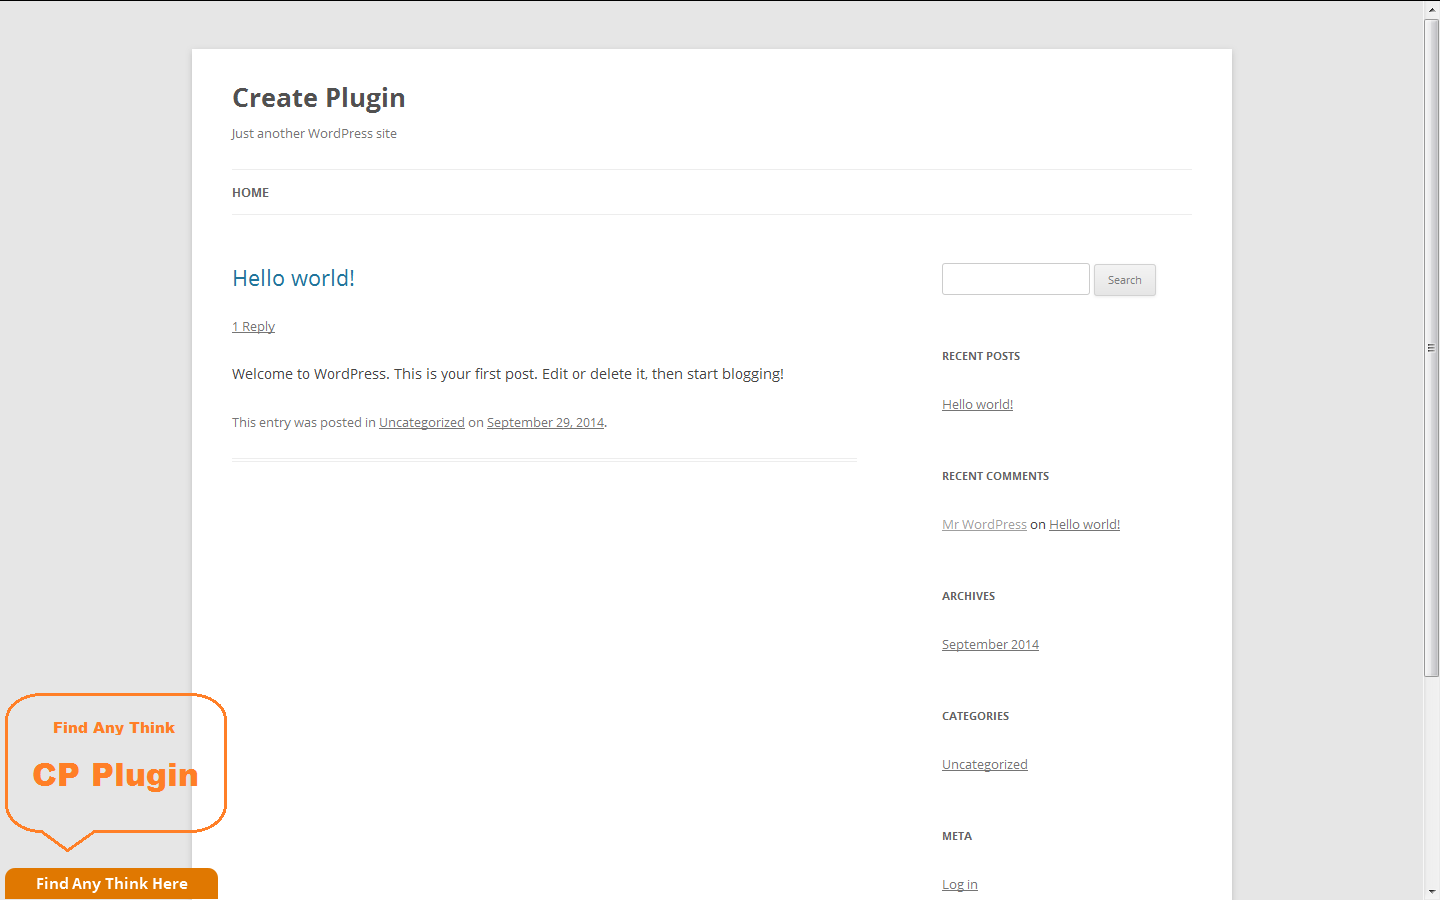 Create Plugin
Just another WordPress site
HOME
Hello world!
1 Reply
Welcome to WordPress. This is your first post. Edit or delete it, then start blogging!
This entry was posted in Uncategorized on September 29, 2014.
Search
RECENT POSTS
Hello world!
RECENT COMMENTS
Mr WordPress on Hello world!
ARCHIVES
September 2014
CATEGORIES
Uncategorized
META
Log in
Find Any Think
CP Plugin
Find Any Think Here